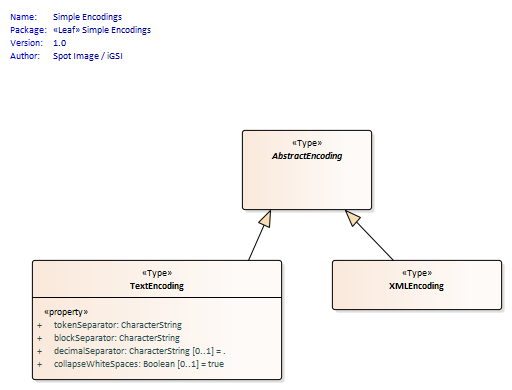 Name: Simple Encodings
Package: «Leaf» Simple Encodings
Version: 1.0
Author: Spot Image / iGSI
«Type»
AbstractEncoding
«Type»
TextEncoding
«property»
+ tokenSeparator: CharacterString
+ blockSeparator: CharacterString
+ decimalSeparator: CharacterString [0..1] = .
+ collapseWhiteSpaces: Boolean [0..1] = true
«Type»
XMLEncoding